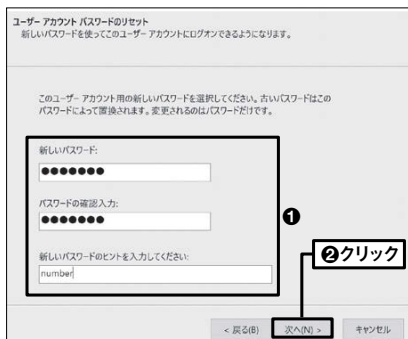 ユーザー アカウント パスワードのリセット
新しいパスワードを使ってこのユーザー アカウントにログオンできるようになります。
このユーザー アカウント用の新しいパスワードを選択してください。古いパスワードはこの
パスワードによって置換されます。変更されるのはパスワードだけです。
新しいパスワード:
●●●●●●●
パスワードの確認入力:
●●●●●●●
❶
新しいパスワードのヒントを入力してください:
❷クリック
number
< 戻る(B) 次へ(N) > キャンセル